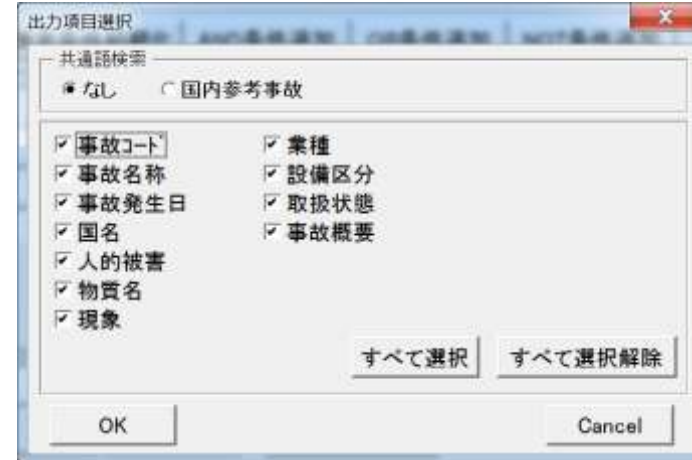 出力項目選択
共通語検索
なし 国内参考事故
事故コード 業種
事故名称 設備区分
事故発生日 取扱状態
国名 事故概要
人的被害
物質名
現象
すべて選択 すべて選択解除
OK Cancel